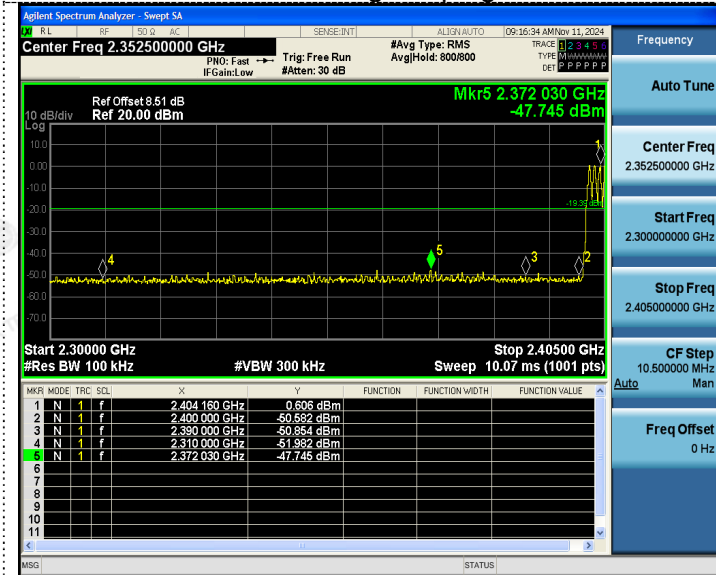 Agilent Spectrum Analyzer - Swept SA
RL RF 50 Ω AC SENSE:INT ALIGN AUTO 09:16:34 AM Nov 11, 2024
Center Freq 2.352500000 GHz
PNO: Fast
IFGain:Low
Trig: Free Run
#Atten: 30 dB
#Avg Type: RMS
Avg|Hold: 800/800
TRACE 1 2 3 4 5 6
TYPE M
DET P P P P P P
Ref Offset 8.51 dB
10 dB/div Ref 20.00 dBm
Log
Mkr5 2.372 030 GHz
-47.745 dBm
10.0
0.00
-10.0
-20.0
-30.0
-40.0
-50.0
-60.0
-70.0
1
-19.39 dBm
4
5
3
2
Start 2.30000 GHz Stop 2.40500 GHz
#Res BW 100 kHz #VBW 300 kHz Sweep 10.07 ms (1001 pts)
MKR MODE TRC SCL X Y FUNCTION FUNCTION WIDTH FUNCTION VALUE
1 N 1 f 2.404 160 GHz 0.606 dBm
2 N 1 f 2.400 000 GHz -50.582 dBm
3 N 1 f 2.390 000 GHz -50.854 dBm
4 N 1 f 2.310 000 GHz -51.982 dBm
5 N 1 f 2.372 030 GHz -47.745 dBm
6
7
8
9
10
11
MSG STATUS
Frequency
Auto Tune
Center Freq
2.352500000 GHz
Start Freq
2.300000000 GHz
Stop Freq
2.405000000 GHz
CF Step
10.500000 MHz
Auto Man
Freq Offset
0 Hz